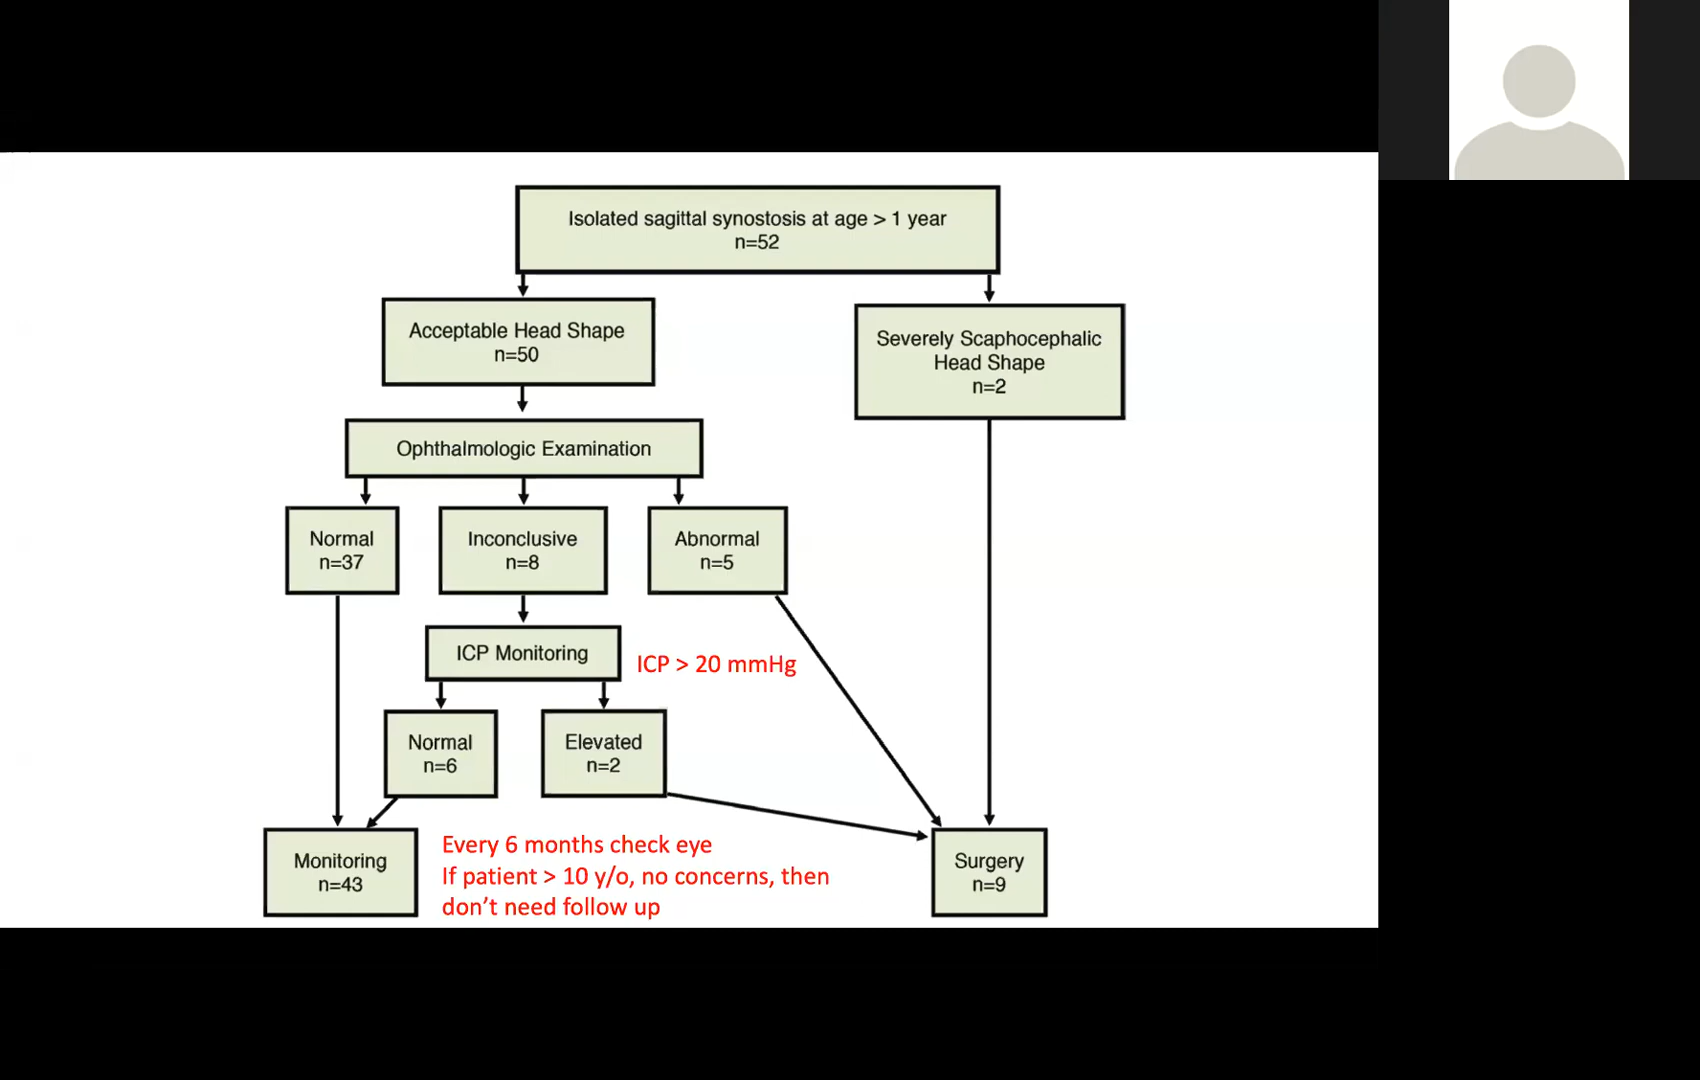 Isolated sagittal synostosis at age > 1 year
n=52
Acceptable Head Shape
n=50
Severely Scaphocephalic
Head Shape
n=2
Ophthalmologic Examination
Normal
n=37
Inconclusive
n=8
Abnormal
n=5
ICP Monitoring
ICP > 20 mmHg
Normal
n=6
Elevated
n=2
Monitoring
n=43
Every 6 months check eye
If patient > 10 y/o, no concerns, then
don’t need follow up
Surgery
n=9